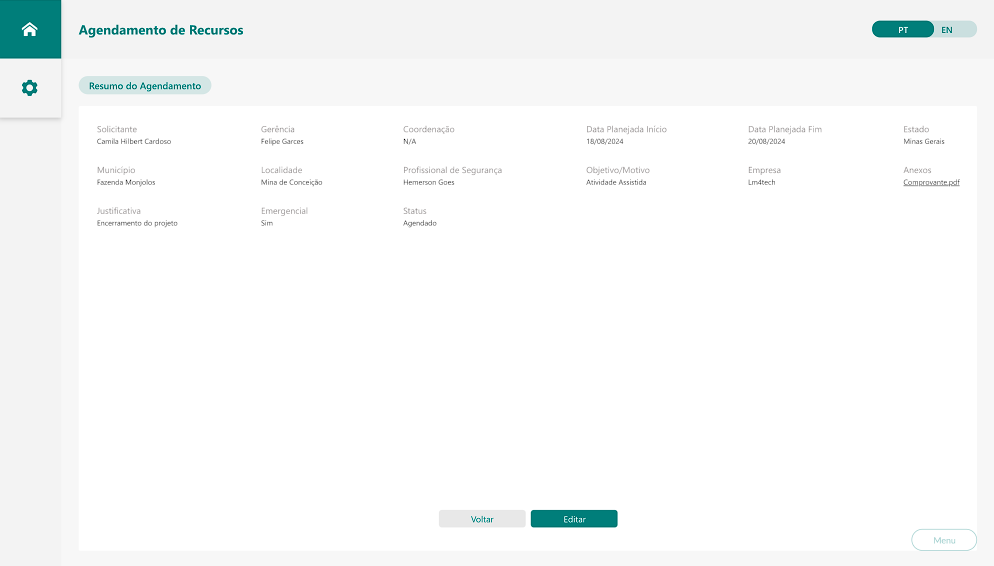 Agendamento de Recursos
PT
EN
Resumo do Agendamento
Solicitante
Camila Hilbert Cardoso
Gerência
Felipe Garces
Coordenação
N/A
Data Planejada Início
18/08/2024
Data Planejada Fim
20/08/2024
Estado
Minas Gerais
Município
Fazenda Monjolos
Localidade
Mina de Conceição
Profissional de Segurança
Hemerson Goes
Objetivo/Motivo
Atividade Assistida
Empresa
Lm4tech
Anexos
Comprovante.pdf
Justificativa
Encerramento do projeto
Emergencial
Sim
Status
Agendado
Voltar
Editar
Menu